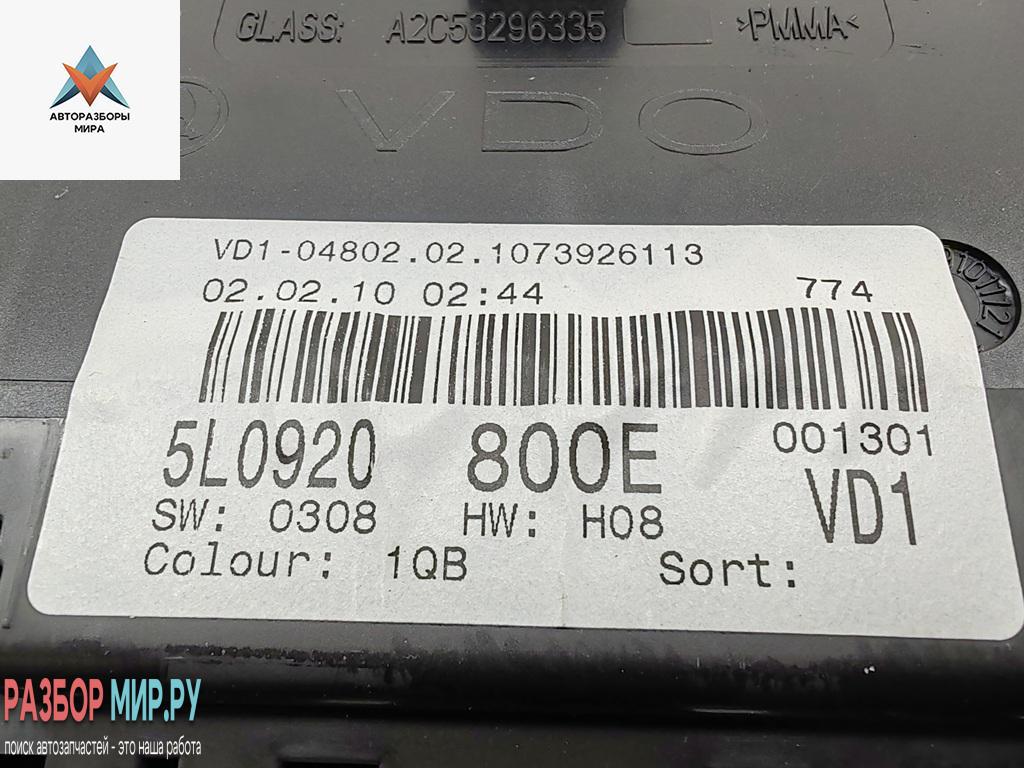 GLASS: A2C53296335 >PMMA<
АВТОРАЗБОРЫ
МИРА
VDO
VD1-04802.02.1073926113
02.02.10 02:44 774
5L0920 800E 001301
SW: 0308 HW: H08 VD1
Colour: 1QB Sort:
РАЗБОР МИР.РУ
поиск автозапчастей - это наша работа